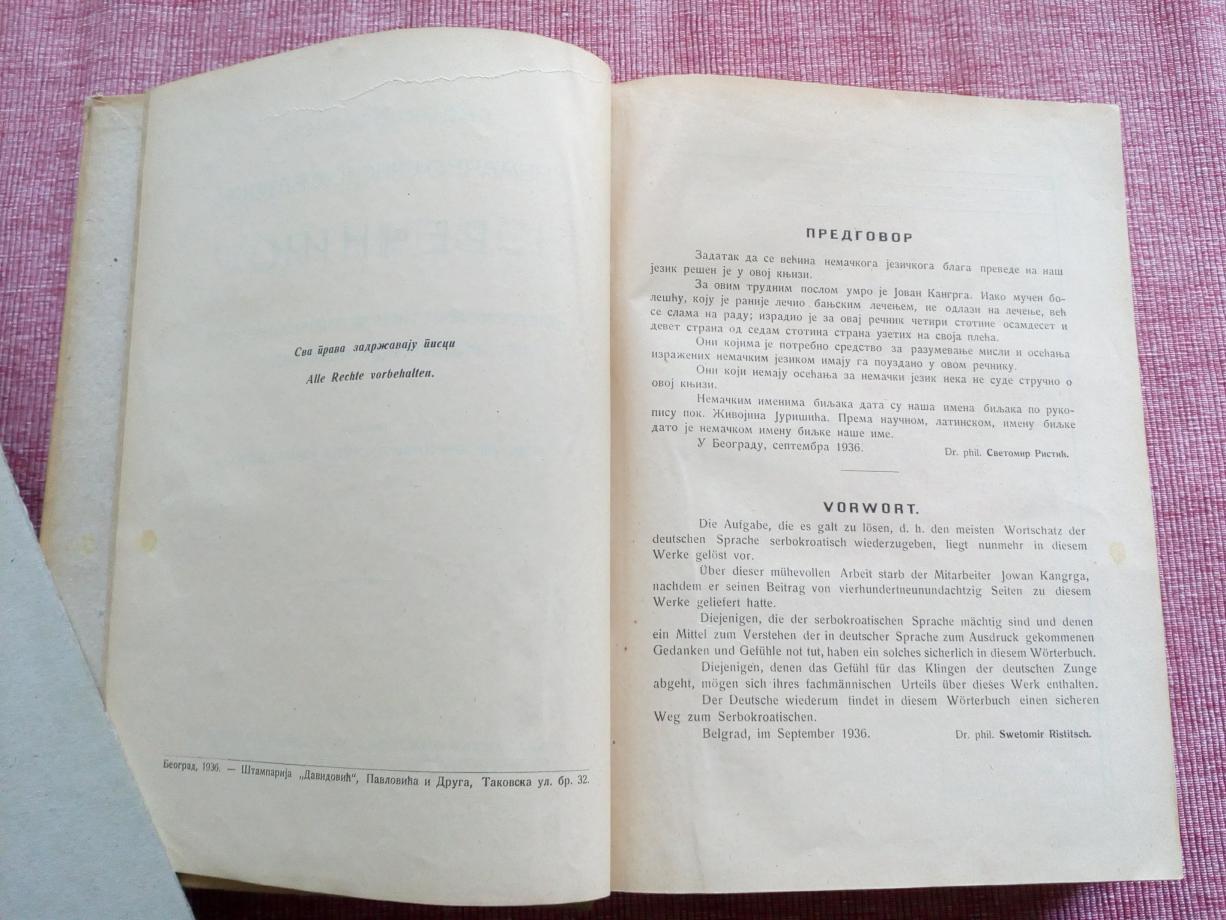 Сва права задржавају писци
Alle Rechte vorbehalten.
Београд, 1936. — Штампарија „Давидовић“, Павловића и Друга, Таковска ул. бр. 32.
ПРЕДГОВОР
Задатак да се већина немачкога језичкога блага преведе на наш
језик решен је у овој књизи.
За овим трудним послом умро је Јован Кангрга. Иако мучен бо-
лешћу, коју је раније лечио бањским лечењем, не одлази на лечење, већ
се слама на раду; израдио је за овај речник четири стотине осамдесет и
девет страна од седам стотина страна узетих на своја плећа.
Они којима је потребно средство за разумевање мисли и осећања
изражених немачким језиком имају га поуздано у овом речнику.
Они који немају осећања за немачки језик нека не суде стручно о
овој књизи.
Немачким именима биљака дата су наша имена биљака по руко-
пису пок. Живојина Јуришића. Према научном, латинском, имену биљке
дато је немачком имену биљке наше име.
У Београду, септембра 1936. Dr. phil. Светомир Ристић.
VORWORT.
Die Aufgabe, die es galt zu lösen, d. h. den meisten Wortschatz der
deutschen Sprache serbokroatisch wiederzugeben, liegt nunmehr in diesem
Werke gelöst vor.
Über dieser mühevollen Arbeit starb der Mitarbeiter Jowan Kangrga,
nachdem er seinen Beitrag von vierhundertneunundachtzig Seiten zu diesem
Werke geliefert hatte.
Diejenigen, die der serbokroatischen Sprache mächtig sind und denen
ein Mittel zum Verstehen der in deutscher Sprache zum Ausdruck gekommenen
Gedanken und Gefühle not tut, haben ein solches sicherlich in diesem Wörterbuch.
Diejenigen, denen das Gefühl für das Klingen der deutschen Zunge
abgeht, mögen sich ihres fachmännischen Urteils über dieses Werk enthalten.
Der Deutsche wiederum findet in diesem Wörterbuch einen sicheren
Weg zum Serbokroatischen.
Belgrad, im September 1936. Dr. phil. Swetomir Ristitsch.